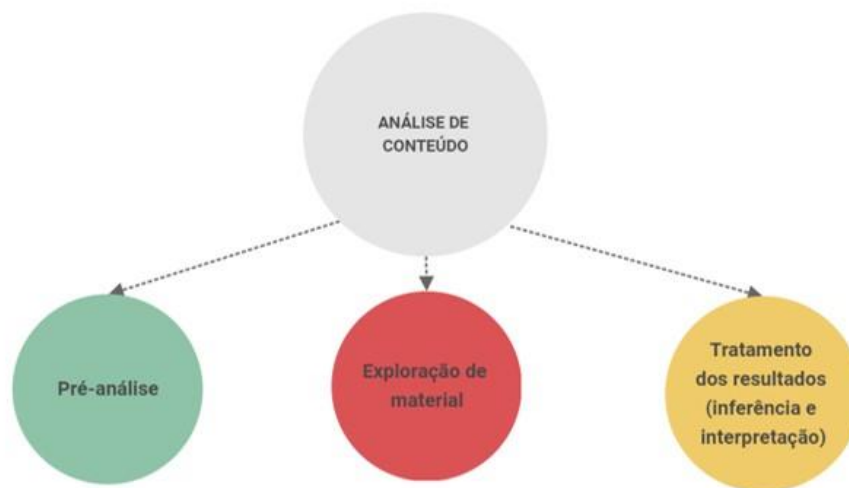 ANÁLISE DE
CONTEÚDO
Pré-análise
Exploração de
material
Tratamento
dos resultados
(inferência e
interpretação)